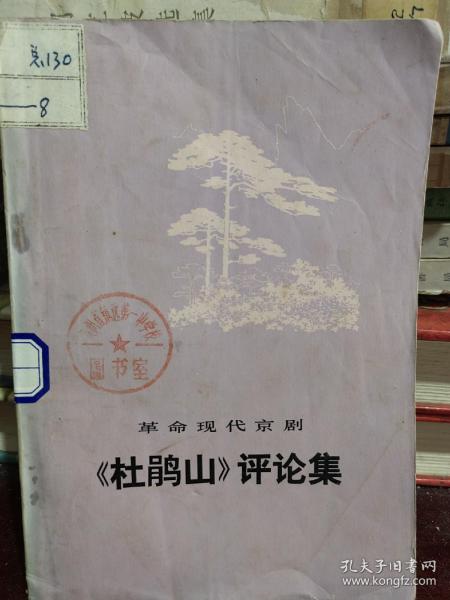 总130
—8
图书室
革命现代京剧
《杜鹃山》评论集
孔夫子旧书网
www.kongfz.com